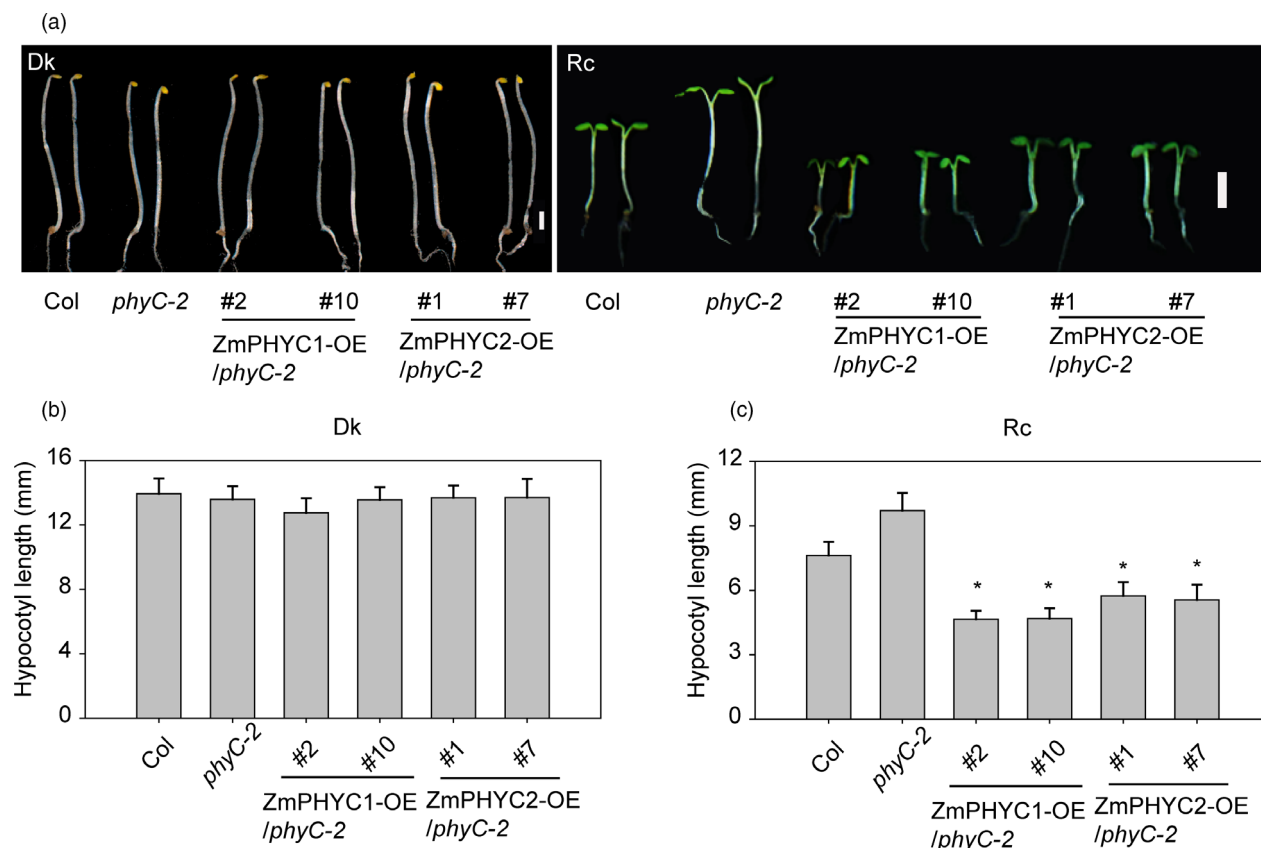 (a)
Dk
Rc
Col phyC-2 #2 #10 #1 #7
ZmPHYC1-OE ZmPHYC2-OE
/phyC-2 /phyC-2
Col phyC-2 #2 #10 #1 #7
ZmPHYC1-OE ZmPHYC2-OE
/phyC-2 /phyC-2
(b)
Dk
Hypocotyl length (mm)
16
12
8
4
0
Col phyC-2 #2 #10 #1 #7
ZmPHYC1-OE ZmPHYC2-OE
/phyC-2 /phyC-2
(c)
Rc
Hypocotyl length (mm)
12
9
6
3
0
* * * *
Col phyC-2 #2 #10 #1 #7
ZmPHYC1-OE ZmPHYC2-OE
/phyC-2 /phyC-2